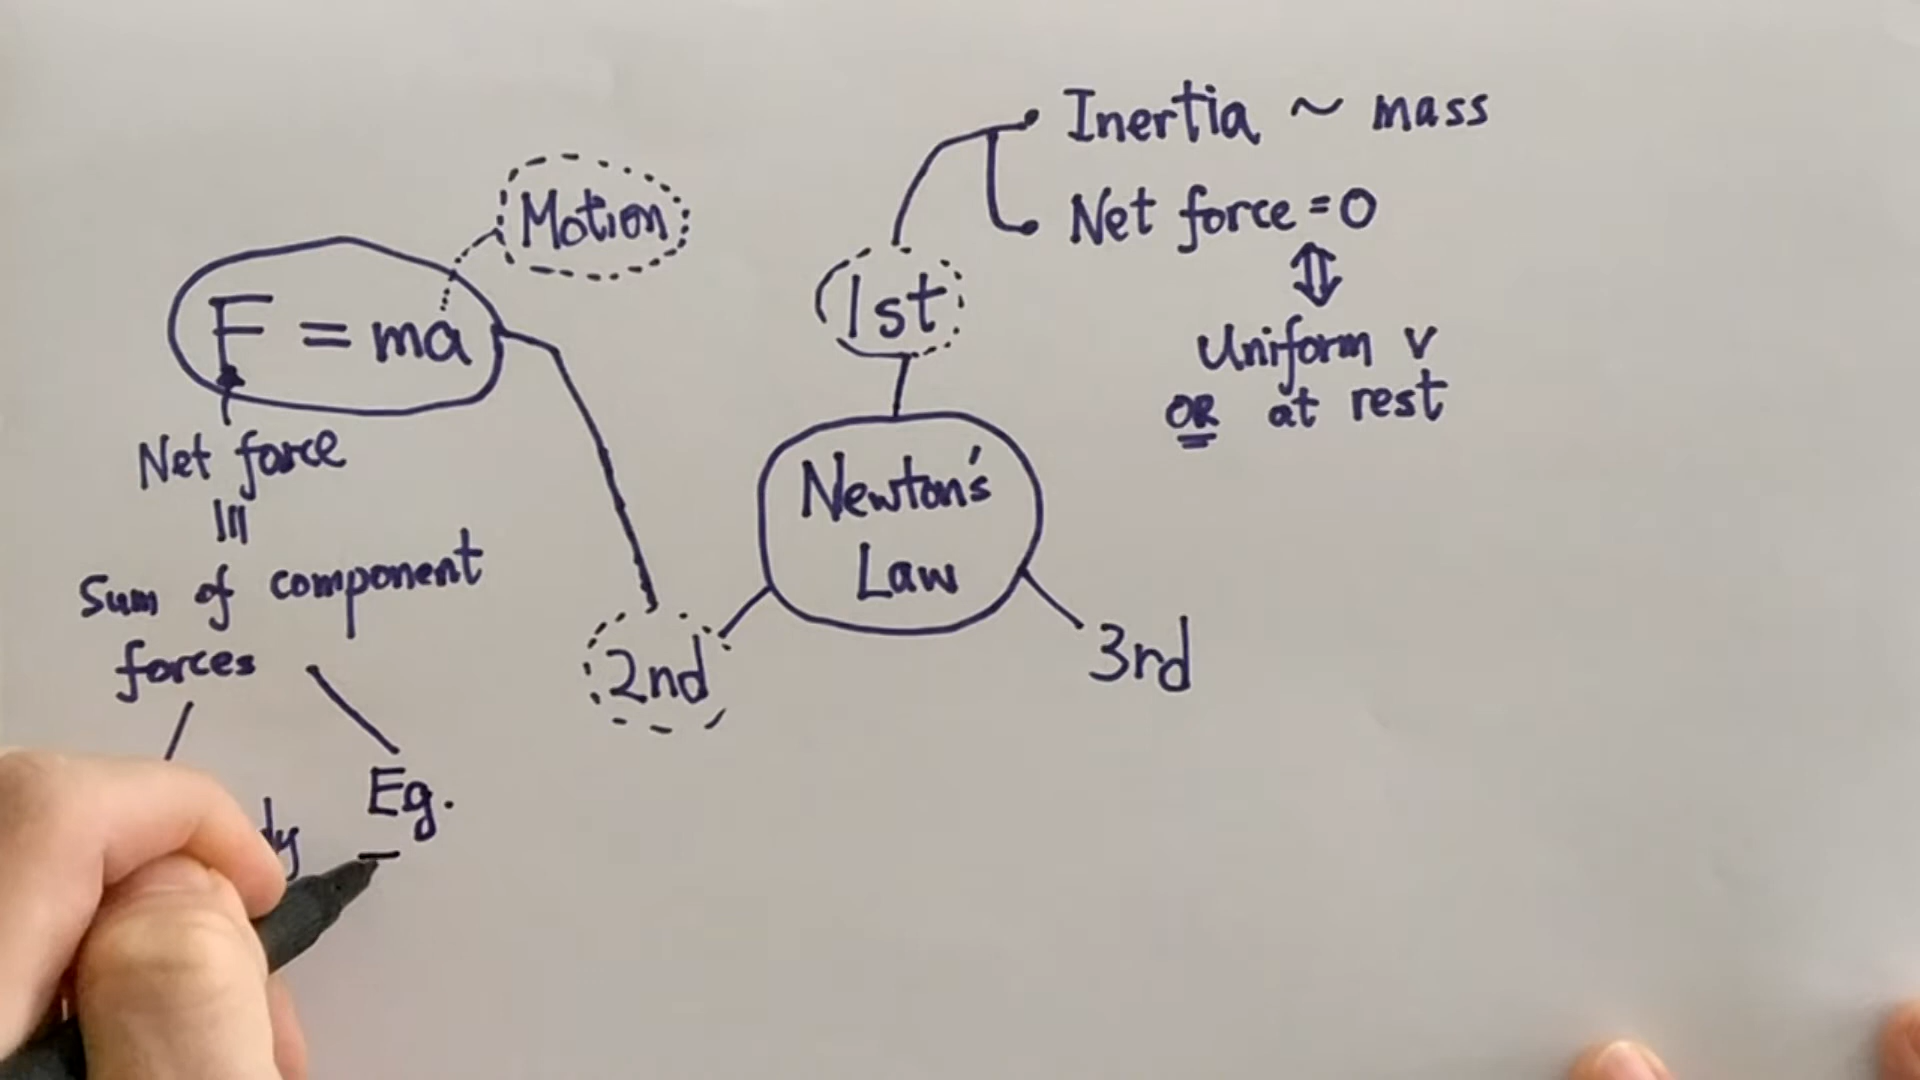 Inertia ~ mass
Net force = 0
⇕
Uniform v
OR at rest
Motion
1st
F = ma
Newton's
Law
Net force
|||
Sum of component
forces
2nd
3rd
Eg.